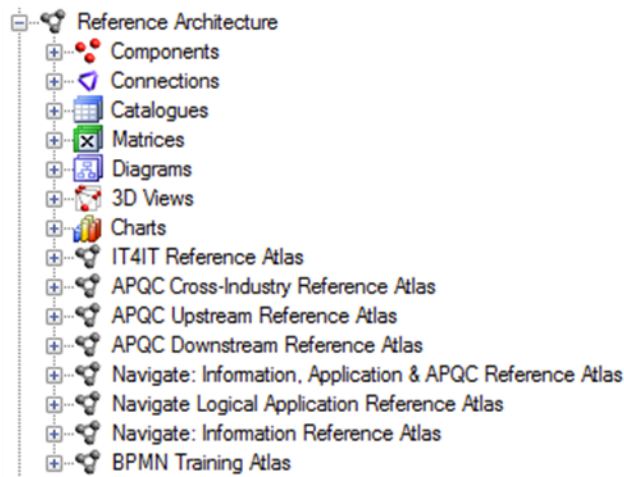 Reference Architecture
Components
Connections
Catalogues
Matrices
Diagrams
3D Views
Charts
IT4IT Reference Atlas
APQC Cross-Industry Reference Atlas
APQC Upstream Reference Atlas
APQC Downstream Reference Atlas
Navigate: Information, Application & APQC Reference Atlas
Navigate Logical Application Reference Atlas
Navigate: Information Reference Atlas
BPMN Training Atlas